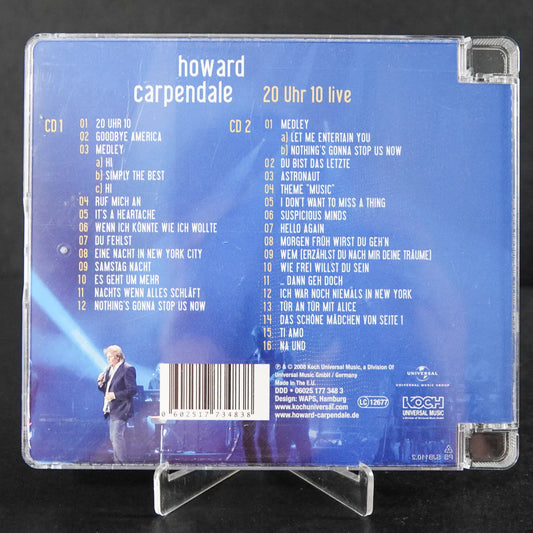 howard
carpendale
20 Uhr 10 live
CD 1
01 20 UHR 10
02 GOODBYE AMERICA
03 MEDLEY
a) HI
b) SIMPLY THE BEST
c) HI
04 RUF MICH AN
05 IT'S A HEARTACHE
06 WENN ICH KÖNNTE WIE ICH WOLLTE
07 DU FEHLST
08 EINE NACHT IN NEW YORK CITY
09 SAMSTAG NACHT
10 ES GEHT UM MEHR
11 NACHTS WENN ALLES SCHLÄFT
12 NOTHING'S GONNA STOP US NOW
CD 2
01 MEDLEY
a) LET ME ENTERTAIN YOU
b) NOTHING'S GONNA STOP US NOW
02 DU BIST DAS LETZTE
03 ASTRONAUT
04 THEME "MUSIC"
05 I DON'T WANT TO MISS A THING
06 SUSPICIOUS MINDS
07 HELLO AGAIN
08 MORGEN FRÜH WIRST DU GEH'N
09 WEM (ERZÄHLST DU NACH MIR DEINE TRÄUME)
10 WIE FREI WILLST DU SEIN
11 ... DANN GEH DOCH
12 ICH WAR NOCH NIEMALS IN NEW YORK
13 TÜR AN TÜR MIT ALICE
14 DAS SCHÖNE MÄDCHEN VON SEITE 1
15 TI AMO
16 NA UND
0 602517 734838
℗ & © 2008 Koch Universal Music, a Division Of
Universal Music GmbH / Germany
Made In The E.U.
DDD • 06025 177 348 3
Design: WAPS, Hamburg
www.kochuniversal.com
www.howard-carpendale.de
LC 12677
UNIVERSAL
UNIVERSAL MUSIC GROUP
KOCH
UNIVERSAL MUSIC